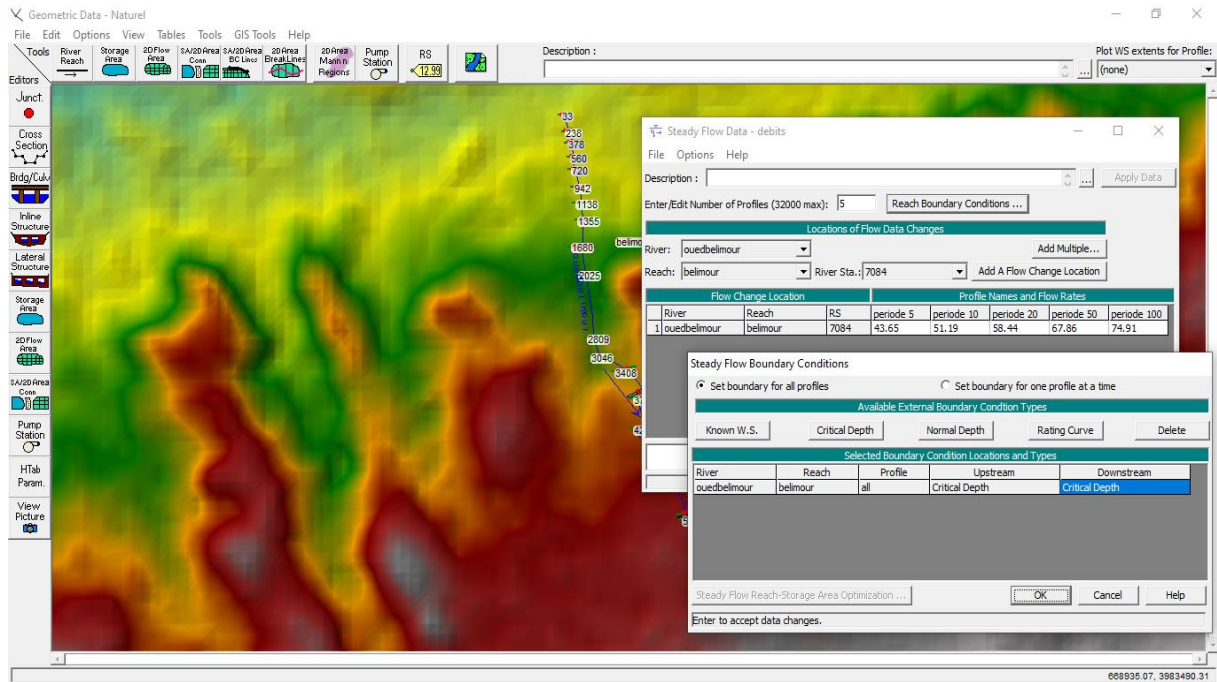 Geometric Data - Naturel
File Edit Options View Tables Tools GIS Tools Help
Tools
Editors
River Reach
Storage Area
2D Flow Area
SA/2D Area Conn
SA/2D Area BC Lines
2D Area BreakLines
2D Area Mann n Regions
Pump Station
RS
12.99
Description :
...
Plot WS extents for Profile:
(none)
Junct.
Cross Section
Brdg/Culv
Inline Structure
Lateral Structure
Storage Area
2D Flow Area
SA/2D Area Conn
Pump Station
HTab Param.
View Picture
33
238
378
560
720
942
1138
1355
1680
2025
2809
3046
3408
Steady Flow Data - debits
File Options Help
Description : ... Apply Data
Enter/Edit Number of Profiles (32000 max): 5 Reach Boundary Conditions ...
Locations of Flow Data Changes
River: ouedbelimour Add Multiple...
Reach: belimour River Sta.: 7084 Add A Flow Change Location
Flow Change Location Profile Names and Flow Rates
River Reach RS periode 5 periode 10 periode 20 periode 50 periode 100
1 ouedbelimour belimour 7084 43.65 51.19 58.44 67.86 74.91
Steady Flow Boundary Conditions
Set boundary for all profiles Set boundary for one profile at a time
Available External Boundary Condtion Types
Known W.S. Critical Depth Normal Depth Rating Curve Delete
Selected Boundary Condition Locations and Types
River Reach Profile Upstream Downstream
ouedbelimour belimour all Critical Depth Critical Depth
Steady Flow Reach-Storage Area Optimization ... OK Cancel Help
Enter to accept data changes.
668935.07, 3983490.31